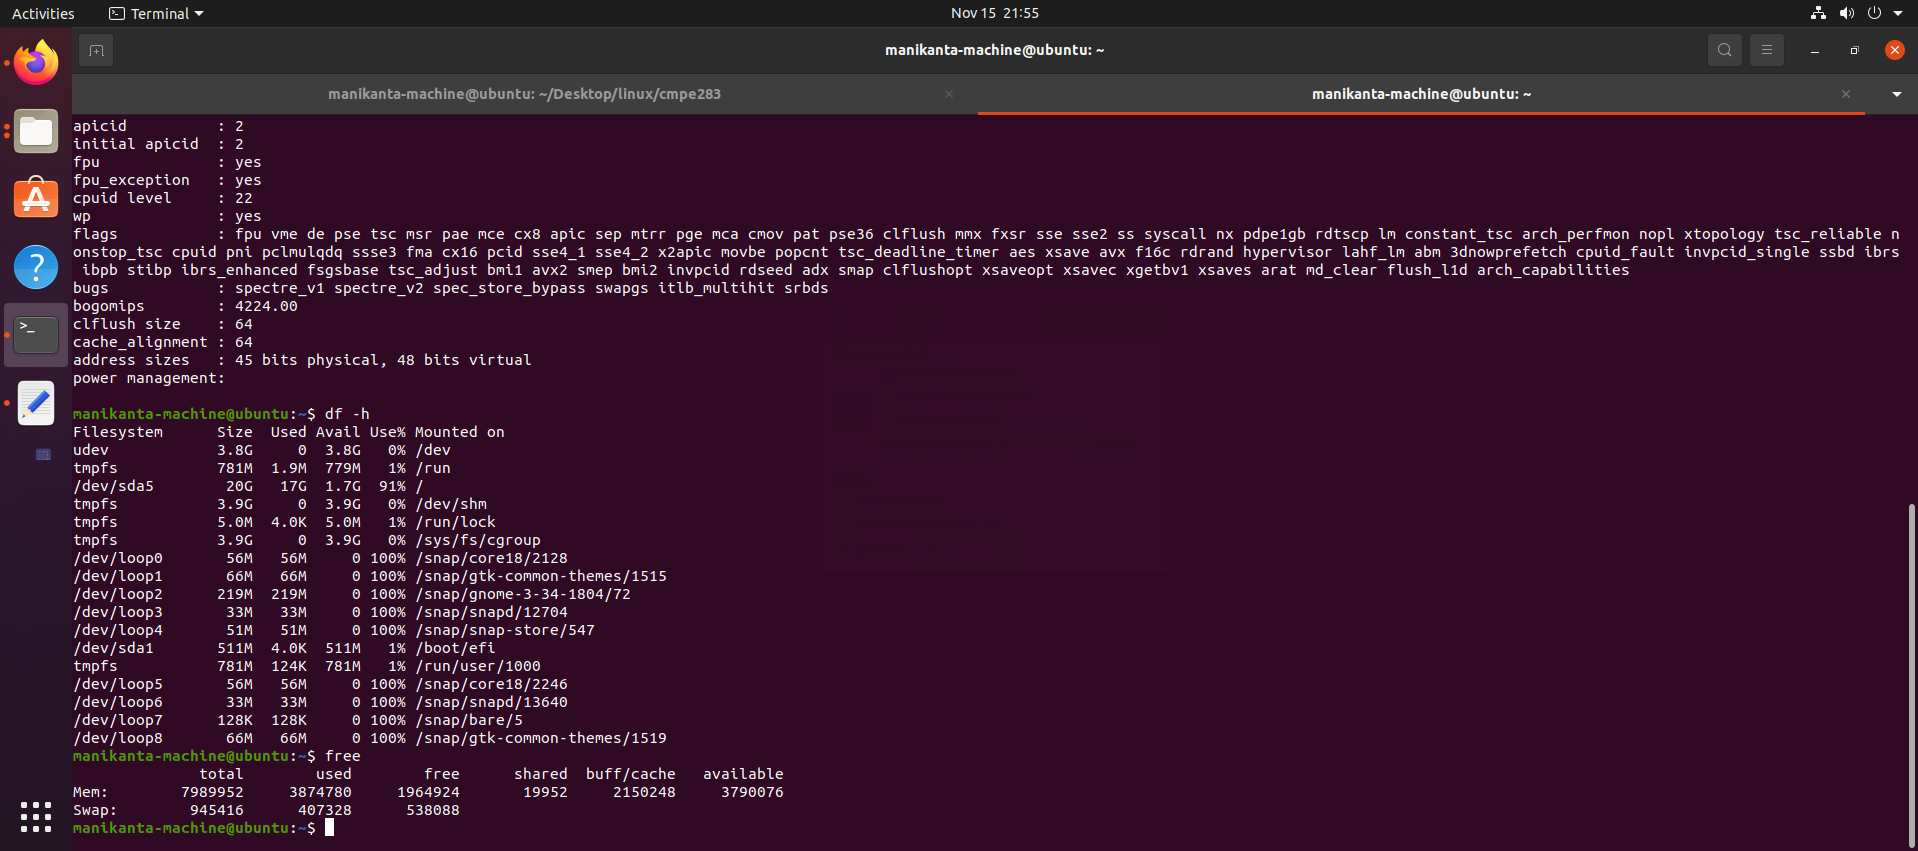 Activities Terminal Nov 15 21:55
manikanta-machine@ubuntu: ~
manikanta-machine@ubuntu: ~/Desktop/linux/cmpe283 manikanta-machine@ubuntu: ~
apicid : 2
initial apicid : 2
fpu : yes
fpu_exception : yes
cpuid level : 22
wp : yes
flags : fpu vme de pse tsc msr pae mce cx8 apic sep mtrr pge mca cmov pat pse36 clflush mmx fxsr sse sse2 ss syscall nx pdpe1gb rdtscp lm constant_tsc arch_perfmon nopl xtopology tsc_reliable n
onstop_tsc cpuid pni pclmulqdq ssse3 fma cx16 pcid sse4_1 sse4_2 x2apic movbe popcnt tsc_deadline_timer aes xsave avx f16c rdrand hypervisor lahf_lm abm 3dnowprefetch cpuid_fault invpcid_single ssbd ibrs
ibpb stibp ibrs_enhanced fsgsbase tsc_adjust bmi1 avx2 smep bmi2 invpcid rdseed adx smap clflushopt xsaveopt xsavec xgetbv1 xsaves arat md_clear flush_l1d arch_capabilities
bugs : spectre_v1 spectre_v2 spec_store_bypass swapgs itlb_multihit srbds
bogomips : 4224.00
clflush size : 64
cache_alignment : 64
address sizes : 45 bits physical, 48 bits virtual
power management:
manikanta-machine@ubuntu:~$ df -h
Filesystem Size Used Avail Use% Mounted on
udev 3.8G 0 3.8G 0% /dev
tmpfs 781M 1.9M 779M 1% /run
/dev/sda5 20G 17G 1.7G 91% /
tmpfs 3.9G 0 3.9G 0% /dev/shm
tmpfs 5.0M 4.0K 5.0M 1% /run/lock
tmpfs 3.9G 0 3.9G 0% /sys/fs/cgroup
/dev/loop0 56M 56M 0 100% /snap/core18/2128
/dev/loop1 66M 66M 0 100% /snap/gtk-common-themes/1515
/dev/loop2 219M 219M 0 100% /snap/gnome-3-34-1804/72
/dev/loop3 33M 33M 0 100% /snap/snapd/12704
/dev/loop4 51M 51M 0 100% /snap/snap-store/547
/dev/sda1 511M 4.0K 511M 1% /boot/efi
tmpfs 781M 124K 781M 1% /run/user/1000
/dev/loop5 56M 56M 0 100% /snap/core18/2246
/dev/loop6 33M 33M 0 100% /snap/snapd/13640
/dev/loop7 128K 128K 0 100% /snap/bare/5
/dev/loop8 66M 66M 0 100% /snap/gtk-common-themes/1519
manikanta-machine@ubuntu:~$ free
total used free shared buff/cache available
Mem: 7989952 3874780 1964924 19952 2150248 3790076
Swap: 945416 407328 538088
manikanta-machine@ubuntu:~$